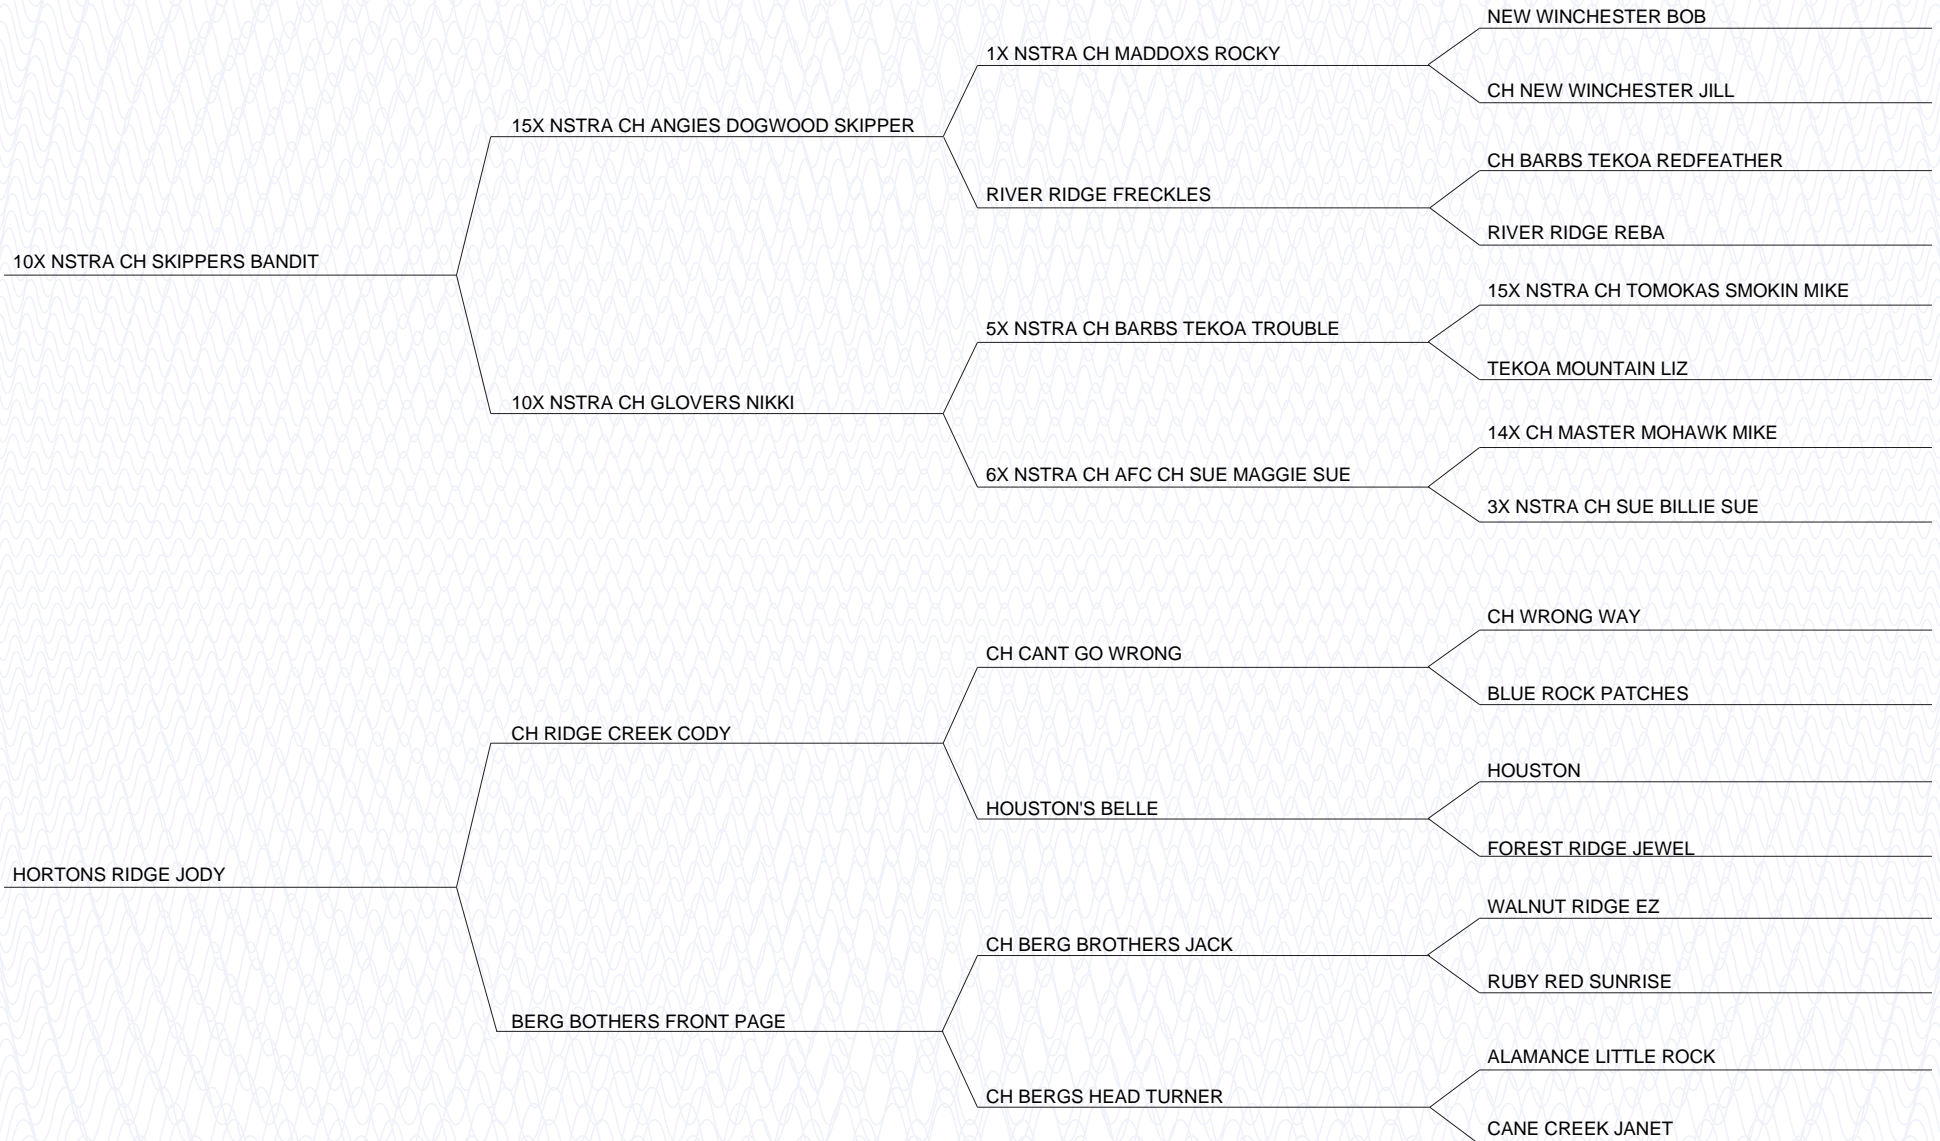 NEW WINCHESTER BOB
1X NSTRA CH MADDOXS ROCKY
CH NEW WINCHESTER JILL
15X NSTRA CH ANGIES DOGWOOD SKIPPER
CH BARBS TEKOA REDFEATHER
RIVER RIDGE FRECKLES
RIVER RIDGE REBA
10X NSTRA CH SKIPPERS BANDIT
15X NSTRA CH TOMOKAS SMOKIN MIKE
5X NSTRA CH BARBS TEKOA TROUBLE
TEKOA MOUNTAIN LIZ
10X NSTRA CH GLOVERS NIKKI
14X CH MASTER MOHAWK MIKE
6X NSTRA CH AFC CH SUE MAGGIE SUE
3X NSTRA CH SUE BILLIE SUE
CH WRONG WAY
CH CANT GO WRONG
BLUE ROCK PATCHES
CH RIDGE CREEK CODY
HOUSTON
HOUSTON'S BELLE
FOREST RIDGE JEWEL
HORTONS RIDGE JODY
WALNUT RIDGE EZ
CH BERG BROTHERS JACK
RUBY RED SUNRISE
BERG BOTHERS FRONT PAGE
ALAMANCE LITTLE ROCK
CH BERGS HEAD TURNER
CANE CREEK JANET